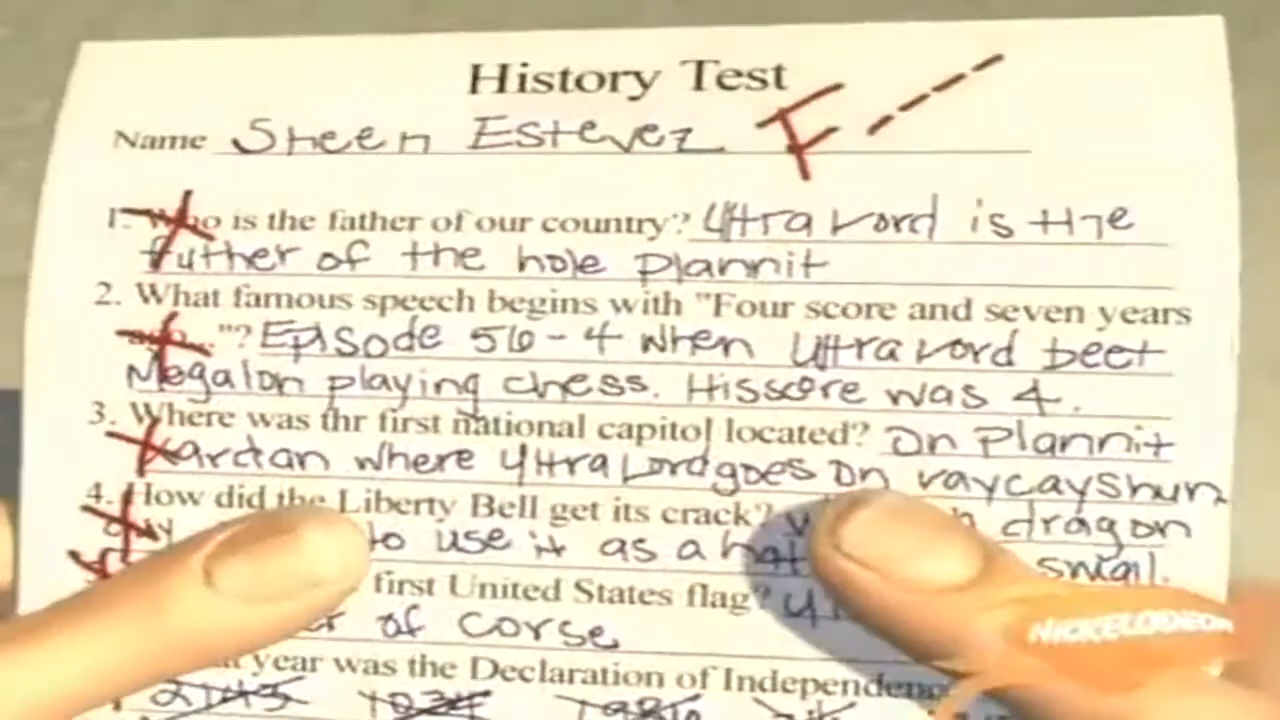 History Test
Name Sheen Estevez F-----
1. Who is the father of our country? Ultra Lord is the
futher of the hole plannit
2. What famous speech begins with "Four score and seven years
ago..."? Episode 56-4 when Ultra Lord beet
Megalon playing chess. His score was 4.
3. Where was thr first national capitol located? On Plannit
where Ultra Lord goes on vaycayshun
4. How did the Liberty Bell get its crack? dragon
guy to use it as a hat small.
first United States flag?
of corse
year was the Declaration of
NICKELODEON